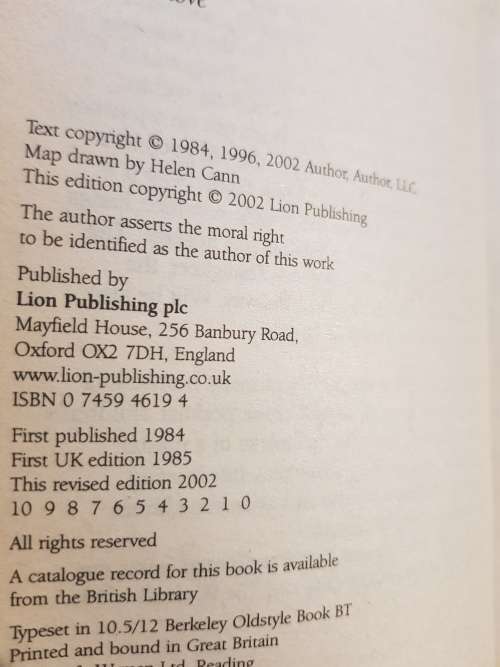 Text copyright © 1984, 1996, 2002 Author, Author, LLC.
Map drawn by Helen Cann
This edition copyright © 2002 Lion Publishing
The author asserts the moral right
to be identified as the author of this work
Published by
Lion Publishing plc
Mayfield House, 256 Banbury Road,
Oxford OX2 7DH, England
www.lion-publishing.co.uk
ISBN 0 7459 4619 4
First published 1984
First UK edition 1985
This revised edition 2002
10 9 8 7 6 5 4 3 2 1 0
All rights reserved
A catalogue record for this book is available
from the British Library
Typeset in 10.5/12 Berkeley Oldstyle Book BT
Printed and bound in Great Britain
Ltd, Reading